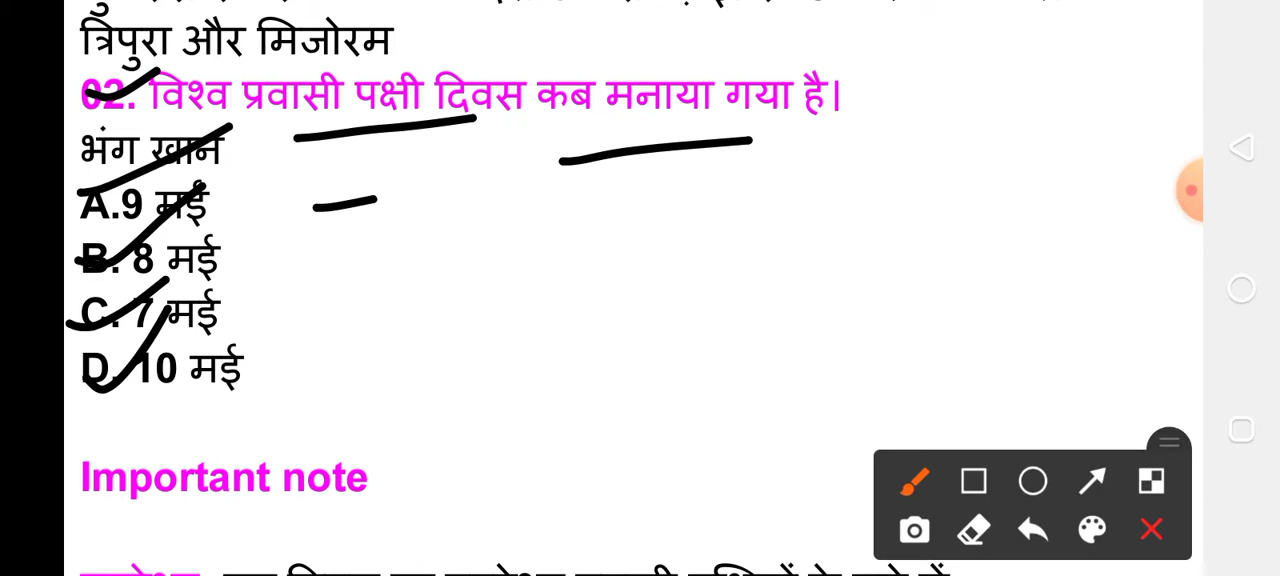 त्रिपुरा और मिजोरम
02. विश्व प्रवासी पक्षी दिवस कब मनाया गया है।
भंग खान
A.9 मई
B. 8 मई
C. 7 मई
D. 10 मई
Important note